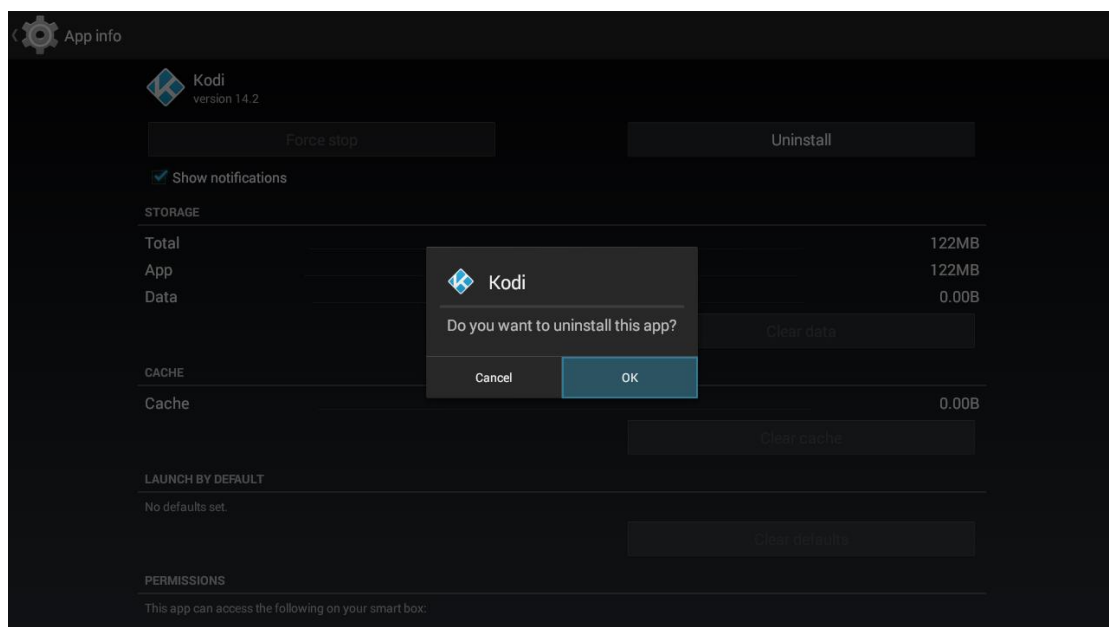 App info
Kodi
version 14.2
Force stop
Uninstall
Show notifications
STORAGE
Total 122MB
App 122MB
Data 0.00B
Clear data
Kodi
Do you want to uninstall this app?
Cancel OK
CACHE
Cache 0.00B
Clear cache
LAUNCH BY DEFAULT
No defaults set.
Clear defaults
PERMISSIONS
This app can access the following on your smart box: